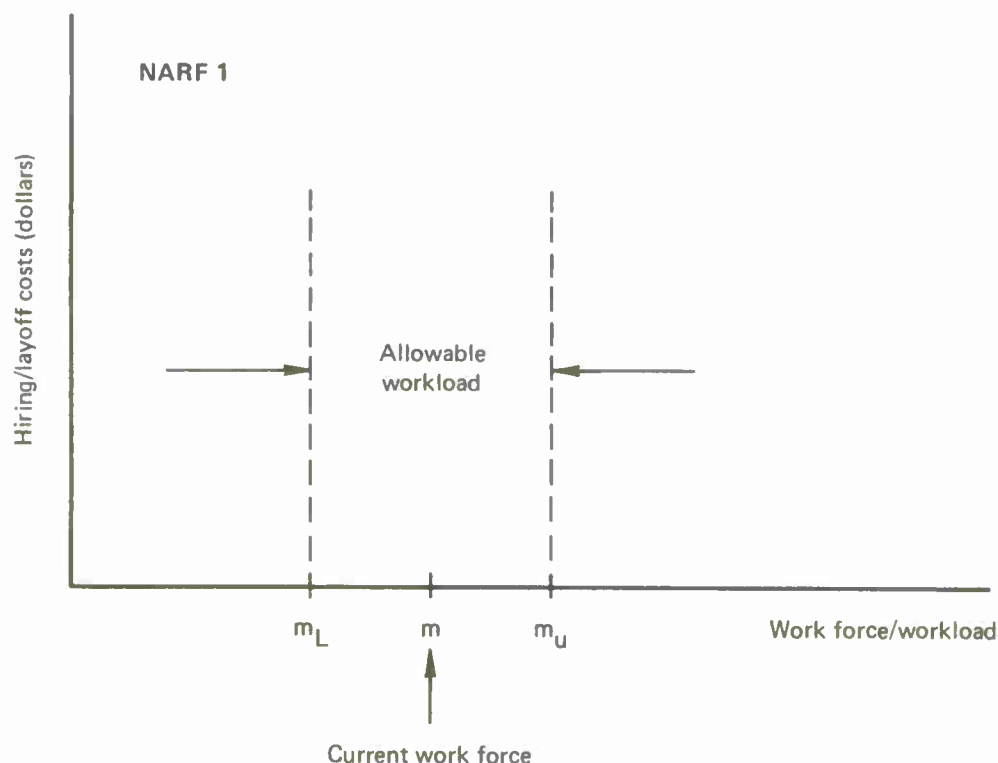 NARF 1
Hiring/layoff costs (dollars)
Allowable
workload
m_L
m
m_u
Work force/workload
Current work force